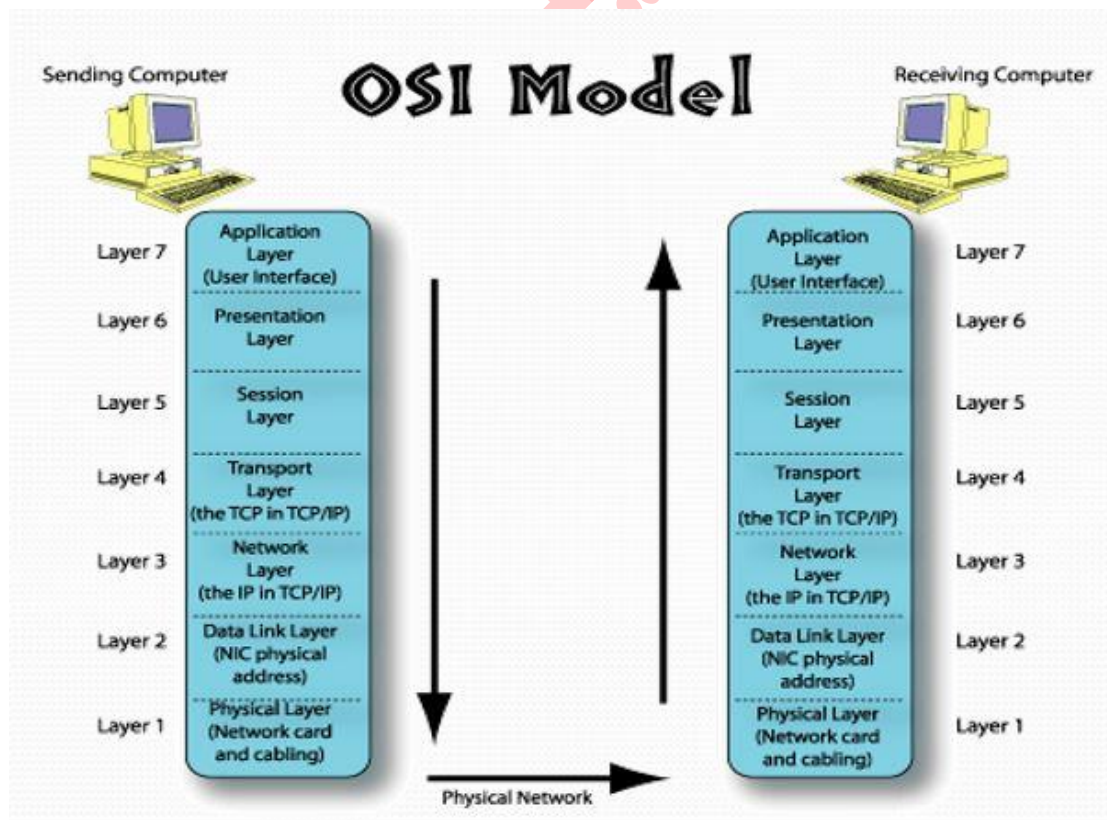 OSI Model
Sending Computer
Receiving Computer
Layer 7
Application
Layer
(User Interface)
Layer 6
Presentation
Layer
Layer 5
Session
Layer
Layer 4
Transport
Layer
(the TCP in TCP/IP)
Layer 3
Network
Layer
(the IP in TCP/IP)
Layer 2
Data Link Layer
(NIC physical
address)
Layer 1
Physical Layer
(Network card
and cabling)
Physical Network
Application
Layer
(User Interface)
Layer 7
Presentation
Layer
Layer 6
Session
Layer
Layer 5
Transport
Layer
(the TCP in TCP/IP)
Layer 4
Network
Layer
(the IP in TCP/IP)
Layer 3
Data Link Layer
(NIC physical
address)
Layer 2
Physical Layer
(Network card
and cabling)
Layer 1